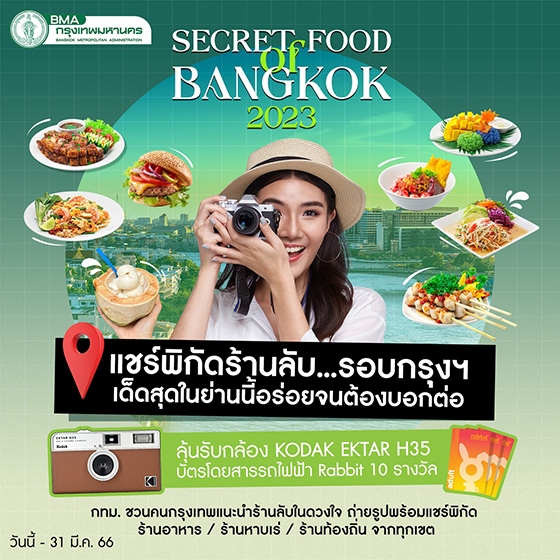 BMA
กรุงเทพมหานคร
BANGKOK METROPOLITAN ADMINISTRATION
SECRET FOOD
of
BANGKOK
2023
แชร์พิกัดร้านลับ...รอบกรุงฯ
เด็ดสุดในย่านนี้อร่อยจนต้องบอกต่อ
EKTAR H35
Kodak
KODAK
ลุ้นรับกล้อง KODAK EKTAR H35
บัตรโดยสารรถไฟฟ้า Rabbit 10 รางวัล
rabbit
adult
กทม. ชวนคนกรุงเทพแนะนำร้านลับในดวงใจ ถ่ายรูปพร้อมแชร์พิกัด
ร้านอาหาร / ร้านหาบเร่ / ร้านท้องถิ่น จากทุกเขต
วันนี้ - 31 มี.ค. 66